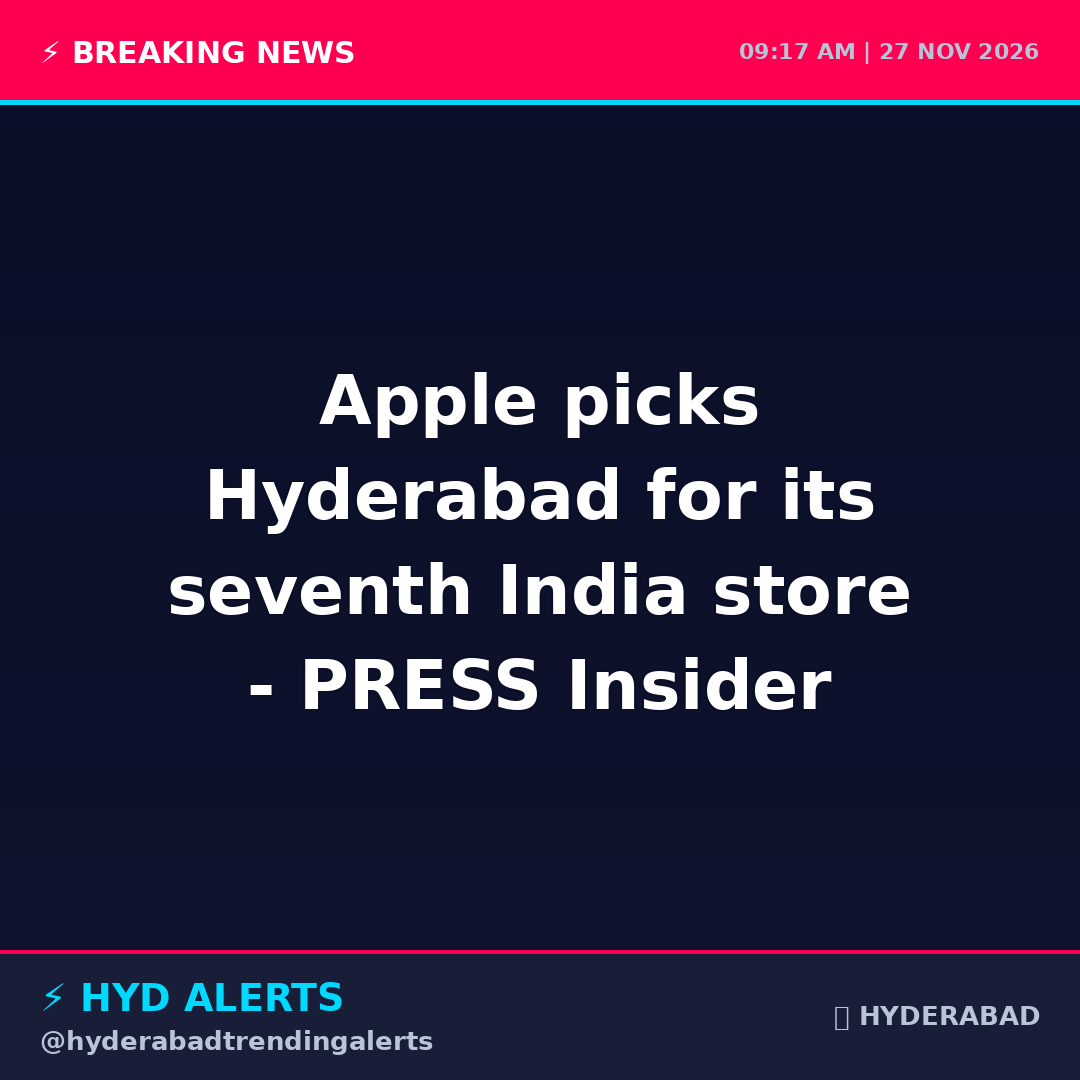 ⚡ BREAKING NEWS
09:17 AM | 27 NOV 2026
Apple picks
Hyderabad for its
seventh India store
- PRESS Insider
⚡ HYD ALERTS
@hyderabadtrendingalerts
HYDERABAD